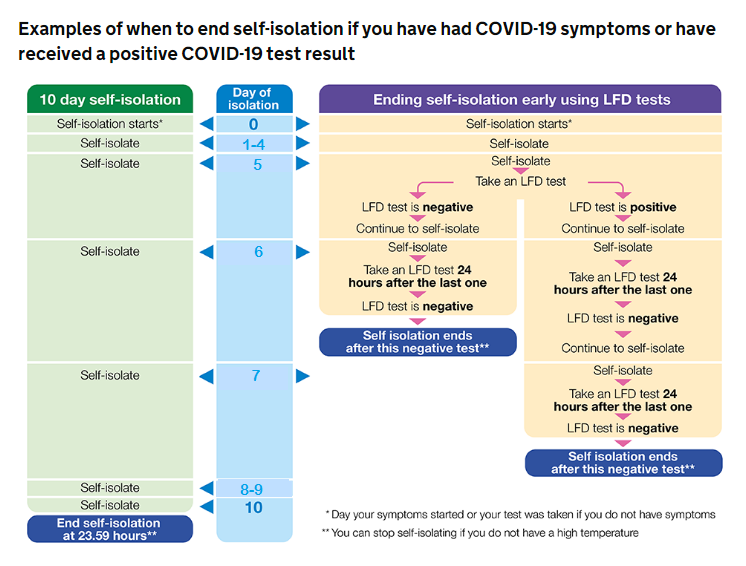 Examples of when to end self-isolation if you have had COVID-19 symptoms or have
received a positive COVID-19 test result
10 day self-isolation
Day of
isolation
Ending self-isolation early using LFD tests
Self-isolation starts*
0
Self-isolation starts*
Self-isolate
1-4
Self-isolate
Self-isolate
5
Self-isolate
Take an LFD test
LFD test is negative
Continue to self-isolate
LFD test is positive
Continue to self-isolate
Self-isolate
6
Self-isolate
Take an LFD test 24
hours after the last one
LFD test is negative
Self isolation ends
after this negative test**
Self-isolate
Take an LFD test 24
hours after the last one
LFD test is negative
Continue to self-isolate
Self-isolate
7
Self-isolate
Take an LFD test 24
hours after the last one
LFD test is negative
Self isolation ends
after this negative test**
Self-isolate
8-9
Self-isolate
10
End self-isolation
at 23.59 hours**
* Day your symptoms started or your test was taken if you do not have symptoms
** You can stop self-isolating if you do not have a high temperature